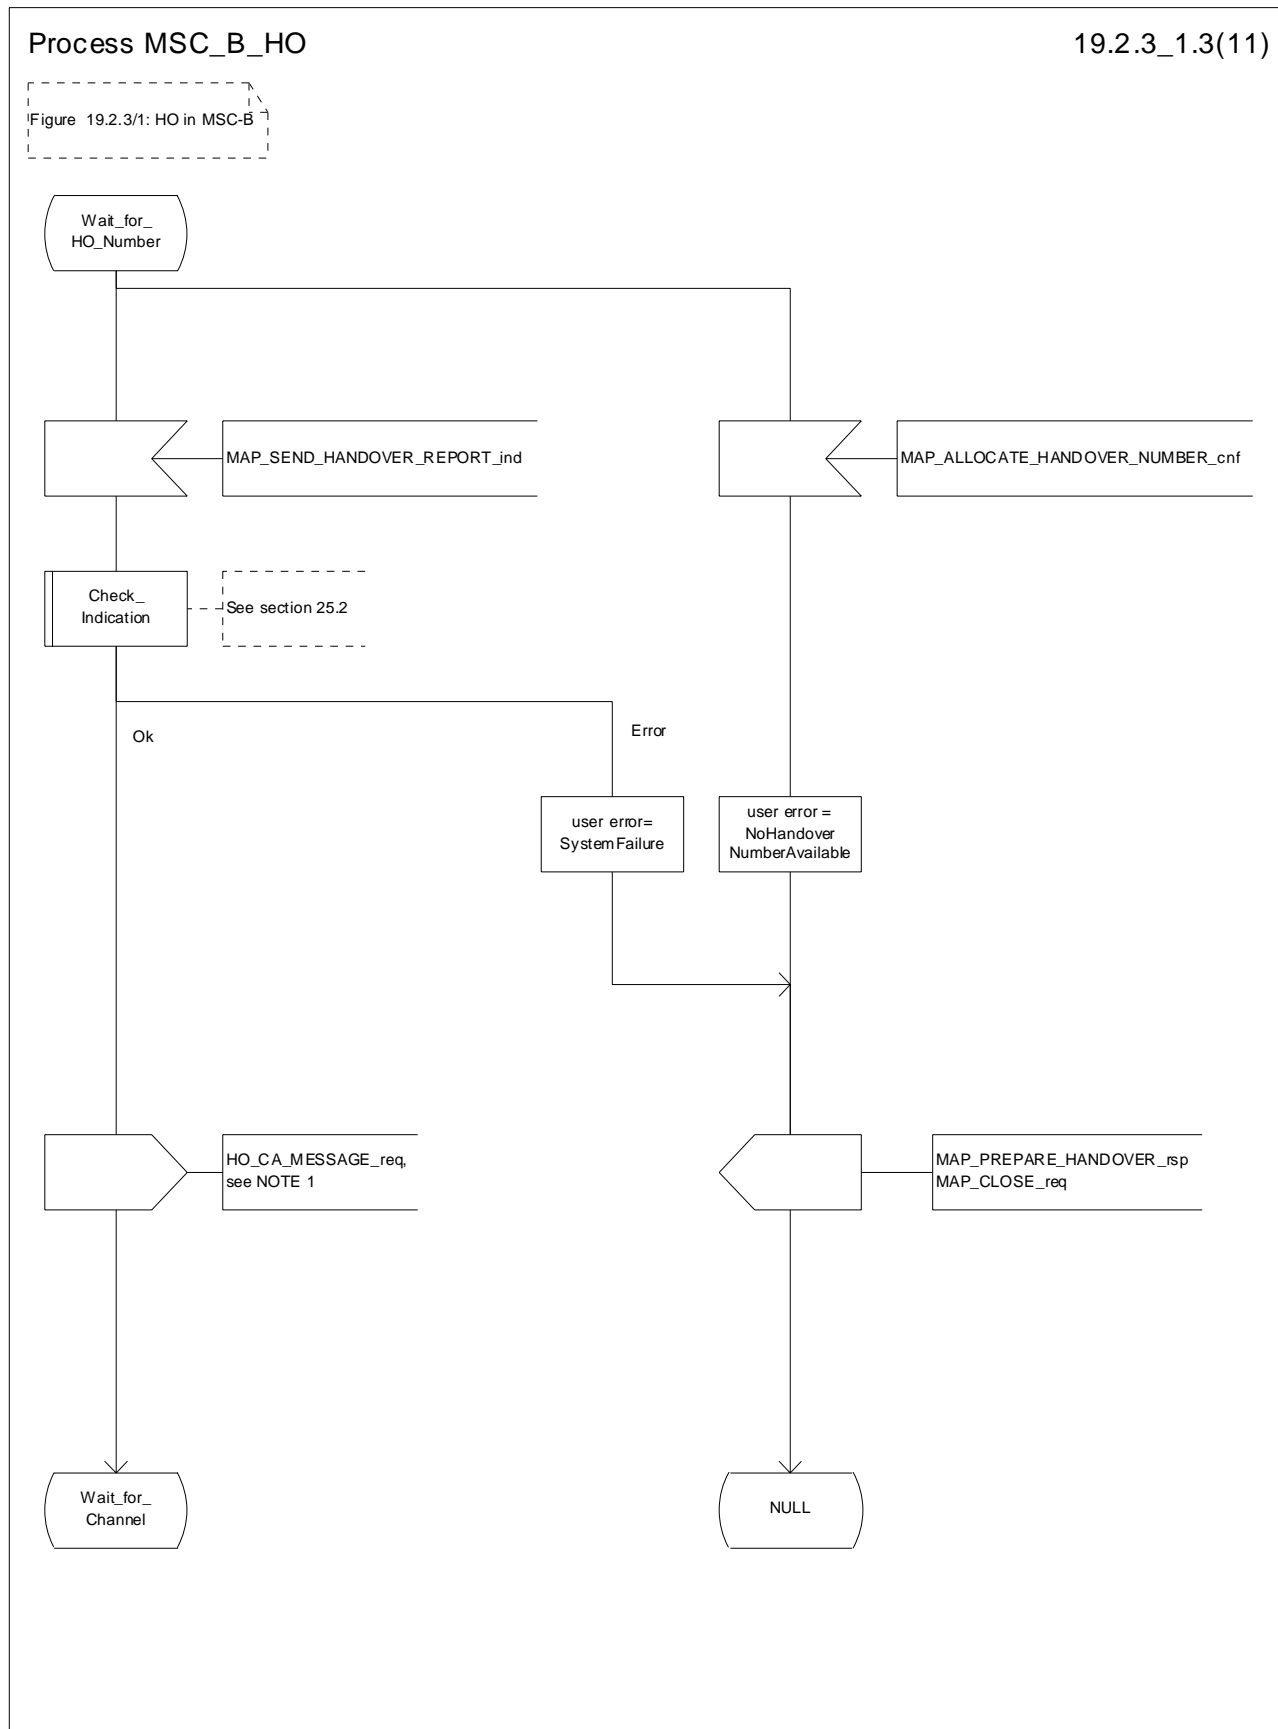 Process MSC_B_HO
19.2.3_1.3(11)
Figure 19.2.3/1: HO in MSC-B
Wait_for_
HO_Number
MAP_SEND_HANDOVER_REPORT_ind
MAP_ALLOCATE_HANDOVER_NUMBER_cnf
Check_
Indication
See section 25.2
Ok
Error
user error=
SystemFailure
user error =
NoHandover
NumberAvailable
HO_CA_MESSAGE_req,
see NOTE 1
MAP_PREPARE_HANDOVER_rsp
MAP_CLOSE_req
Wait_for_
Channel
NULL